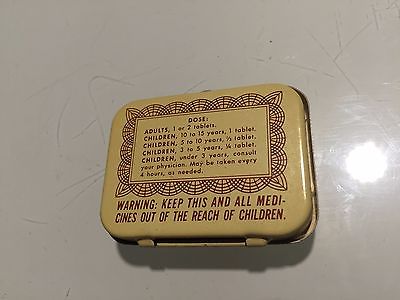 DOSE:
ADULTS, 1 or 2 tablets.
CHILDREN, 10 to 15 years, 1 tablet.
CHILDREN, 5 to 10 years, ½ tablet.
CHILDREN, 3 to 5 years, ¼ tablet.
CHILDREN, under 3 years, consult
your physician. May be taken every
4 hours, as needed.
WARNING: KEEP THIS AND ALL MEDI-
CINES OUT OF THE REACH OF CHILDREN.